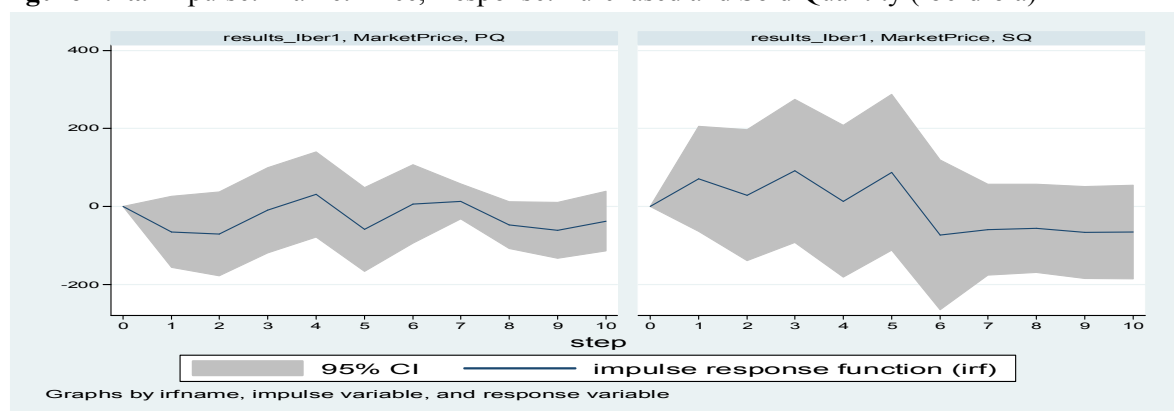 results_Iber1, MarketPrice, PQ
results_Iber1, MarketPrice, SQ
400
200
0
-200
0 1 2 3 4 5 6 7 8 9 10
0 1 2 3 4 5 6 7 8 9 10
step
95% CI
impulse response function (irf)
Graphs by irfname, impulse variable, and response variable